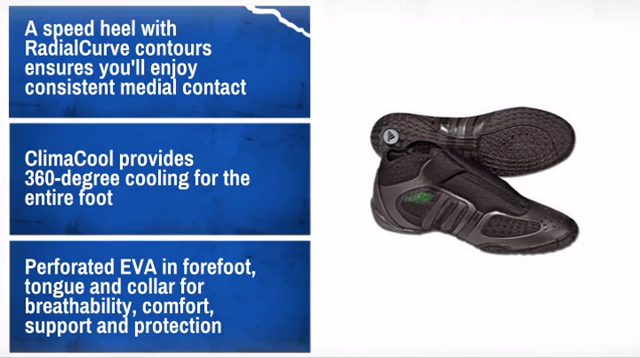 A speed heel with
RadialCurve contours
ensures you'll enjoy
consistent medial contact
ClimaCool provides
360-degree cooling for the
entire foot
Perforated EVA in forefoot,
tongue and collar for
breathability, comfort,
support and protection